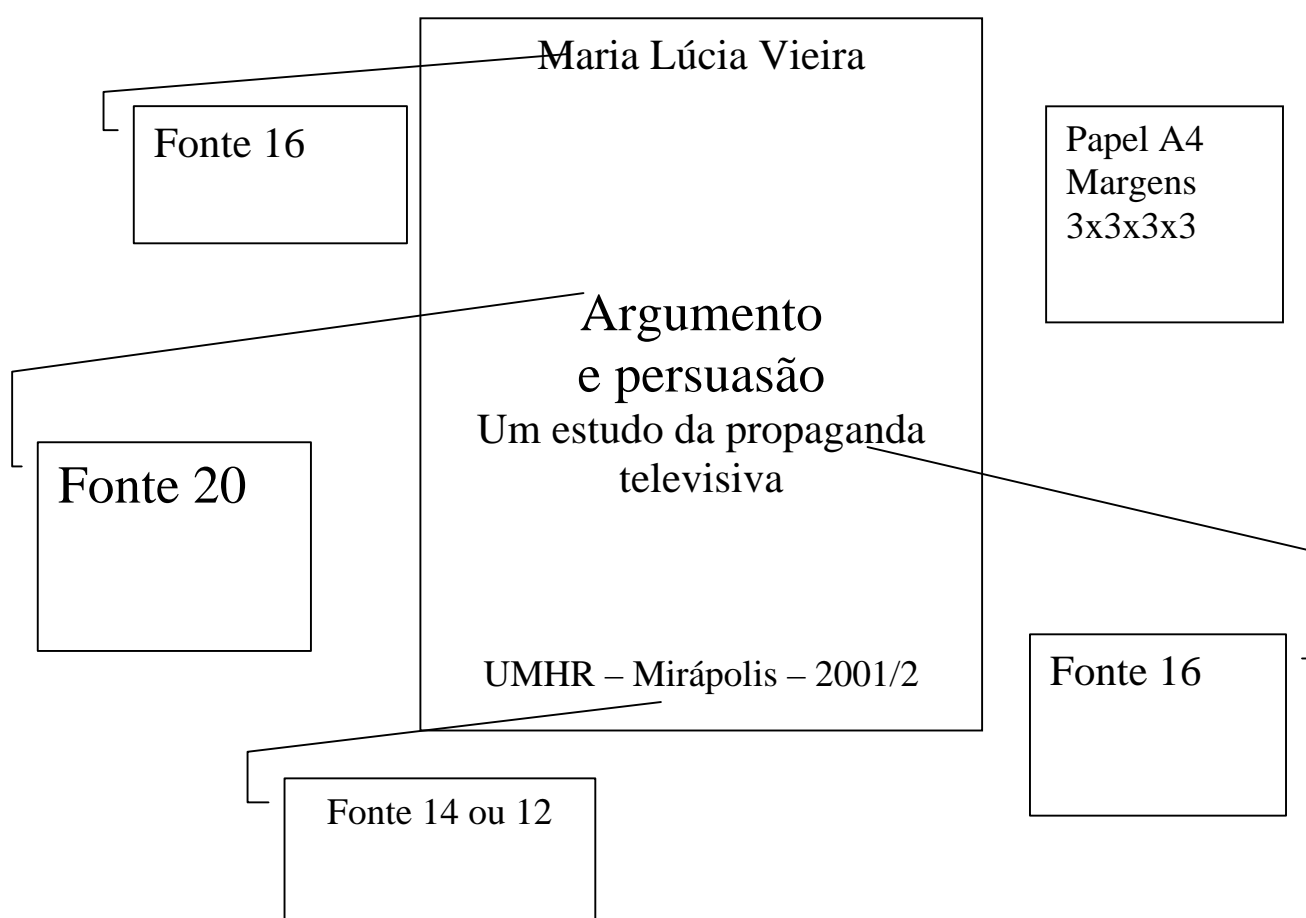 Maria Lúcia Vieira
Fonte 16
Papel A4
Margens
3x3x3x3
Argumento
e persuasão
Um estudo da propaganda
televisiva
Fonte 20
UMHR – Mirápolis – 2001/2
Fonte 16
Fonte 14 ou 12